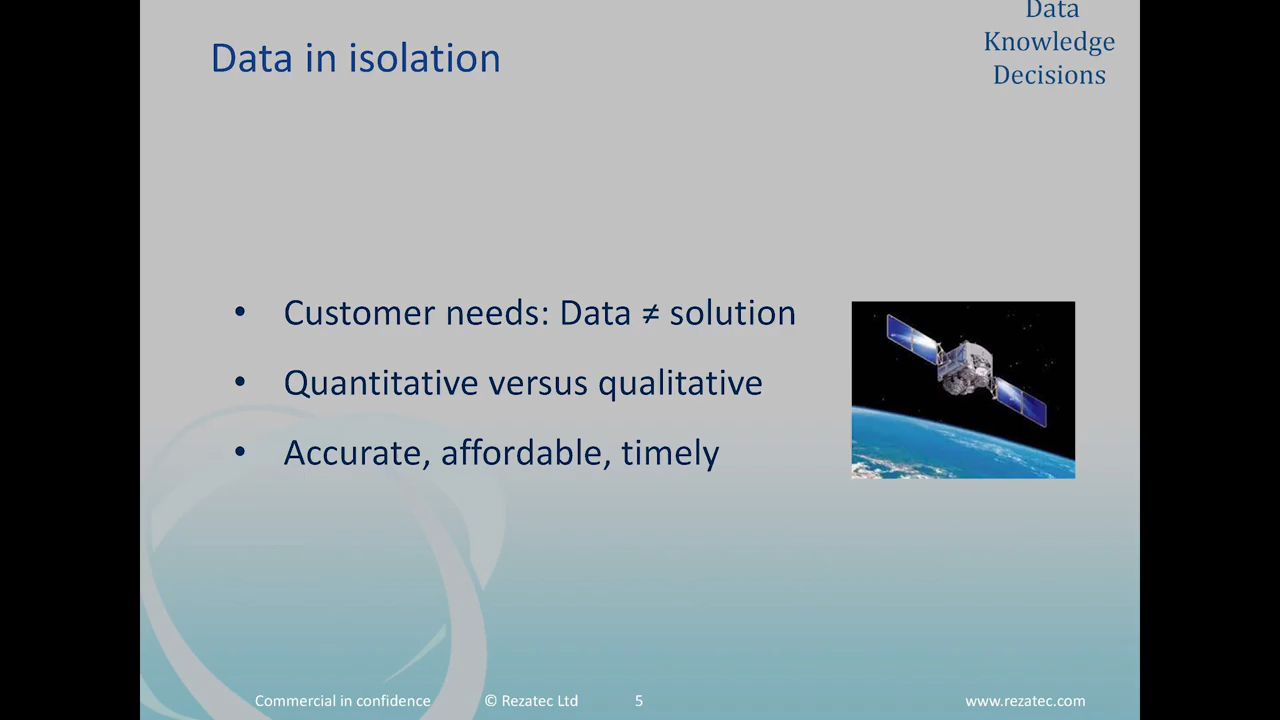 Data in isolation
Data
Knowledge
Decisions
• Customer needs: Data ≠ solution
• Quantitative versus qualitative
• Accurate, affordable, timely
Commercial in confidence © Rezatec Ltd 5 www.rezatec.com